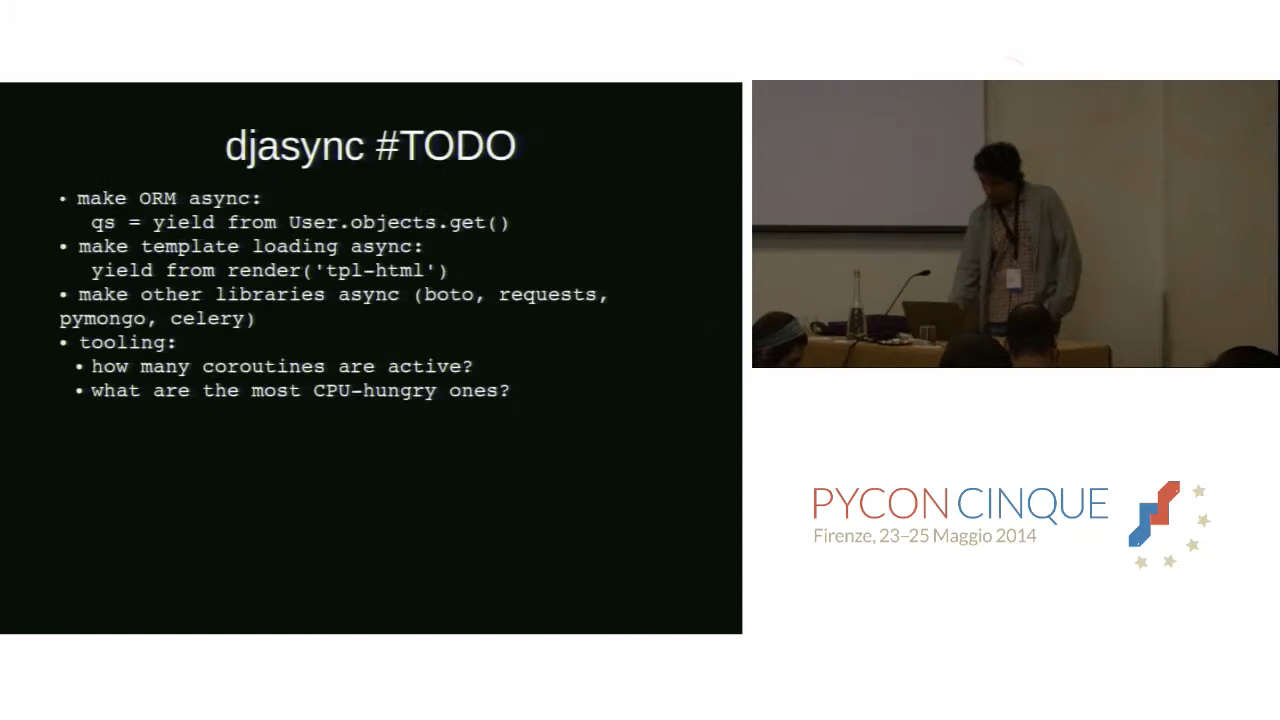 djasync #TODO
• make ORM async:
qs = yield from User.objects.get()
• make template loading async:
yield from render('tpl-html')
• make other libraries async (boto, requests,
pymongo, celery)
• tooling:
• how many coroutines are active?
• what are the most CPU-hungry ones?
PYCON CINQUE
Firenze, 23–25 Maggio 2014